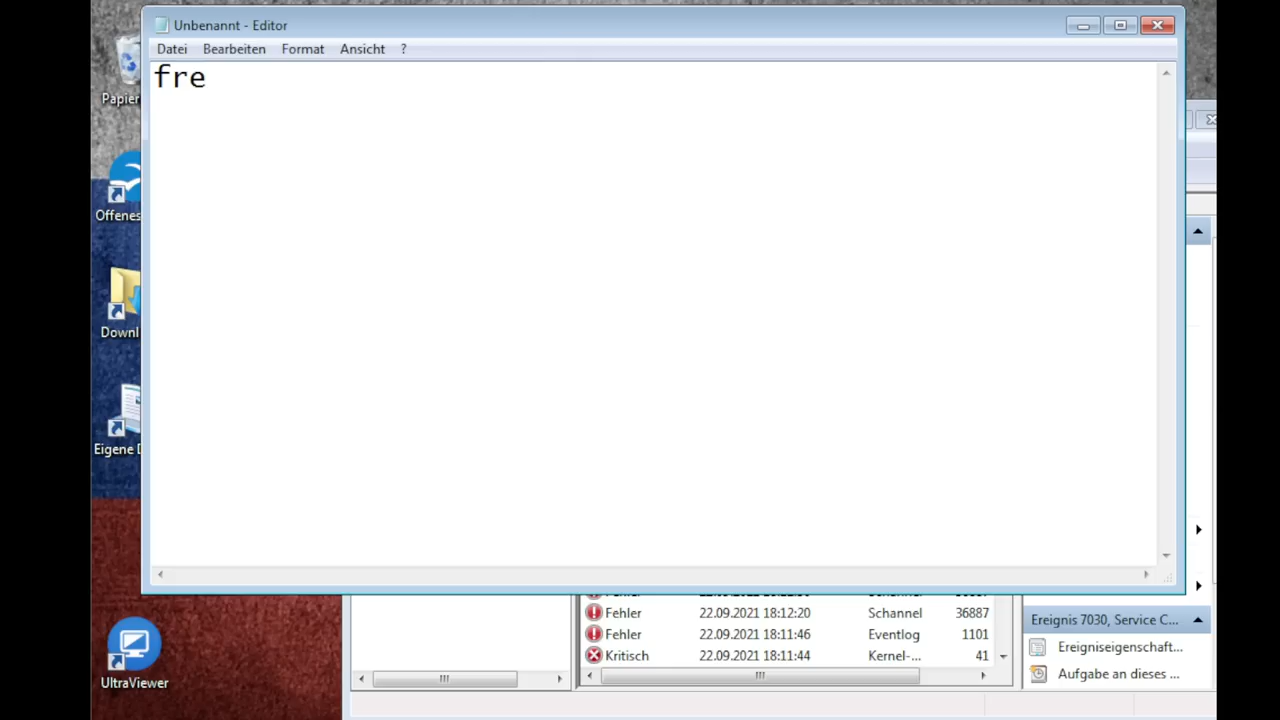 Unbenannt - Editor
Datei Bearbeiten Format Ansicht ?
fre
Papier
Offenes
Downl
Eigene D
UltraViewer
Fehler 22.09.2021 18:12:20 Schannel 36887
Fehler 22.09.2021 18:11:46 Eventlog 1101
Kritisch 22.09.2021 18:11:44 Kernel-... 41
Ereignis 7030, Service C...
Ereigniseigenschaft...
Aufgabe an dieses ...